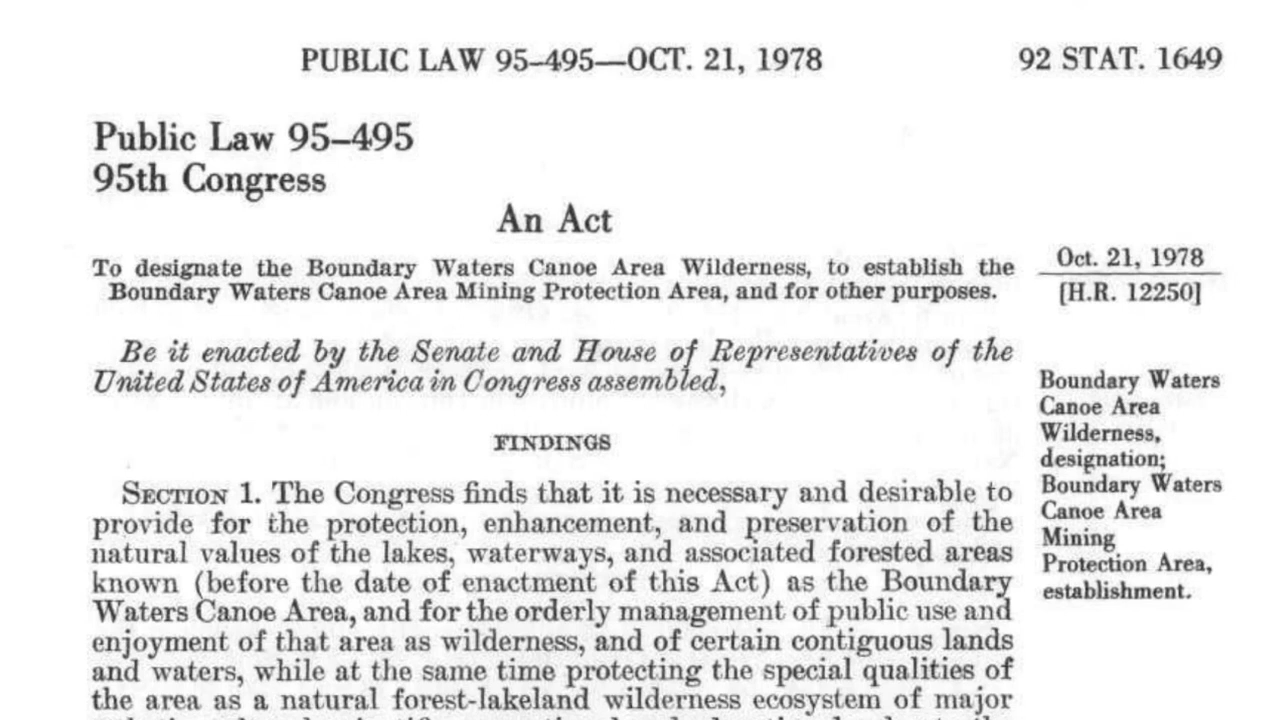 PUBLIC LAW 95–495—OCT. 21, 1978
92 STAT. 1649
Public Law 95–495
95th Congress
An Act
To designate the Boundary Waters Canoe Area Wilderness, to establish the
Boundary Waters Canoe Area Mining Protection Area, and for other purposes.
Oct. 21, 1978
[H.R. 12250]
Be it enacted by the Senate and House of Representatives of the
United States of America in Congress assembled,
Boundary Waters
Canoe Area
Wilderness,
designation;
Boundary Waters
Canoe Area
Mining
Protection Area,
establishment.
FINDINGS
SECTION 1. The Congress finds that it is necessary and desirable to
provide for the protection, enhancement, and preservation of the
natural values of the lakes, waterways, and associated forested areas
known (before the date of enactment of this Act) as the Boundary
Waters Canoe Area, and for the orderly management of public use and
enjoyment of that area as wilderness, and of certain contiguous lands
and waters, while at the same time protecting the special qualities of
the area as a natural forest-lakeland wilderness ecosystem of major